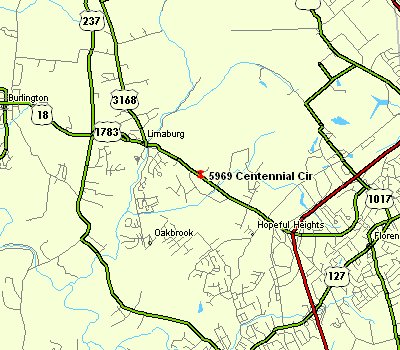 237
3168
Burlington
18
1783
Limaburg
5969 Centennial Cir
1017
Hopeful Heights
Oakbrook
Floren
127